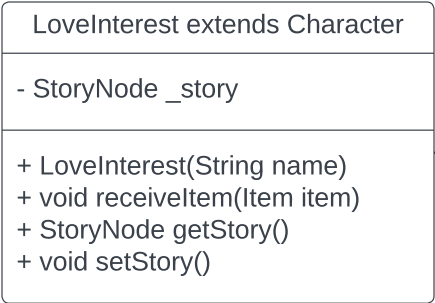 LoveInterest extends Character
- StoryNode _story
+ LoveInterest(String name)
+ void receiveItem(Item item)
+ StoryNode getStory()
+ void setStory()